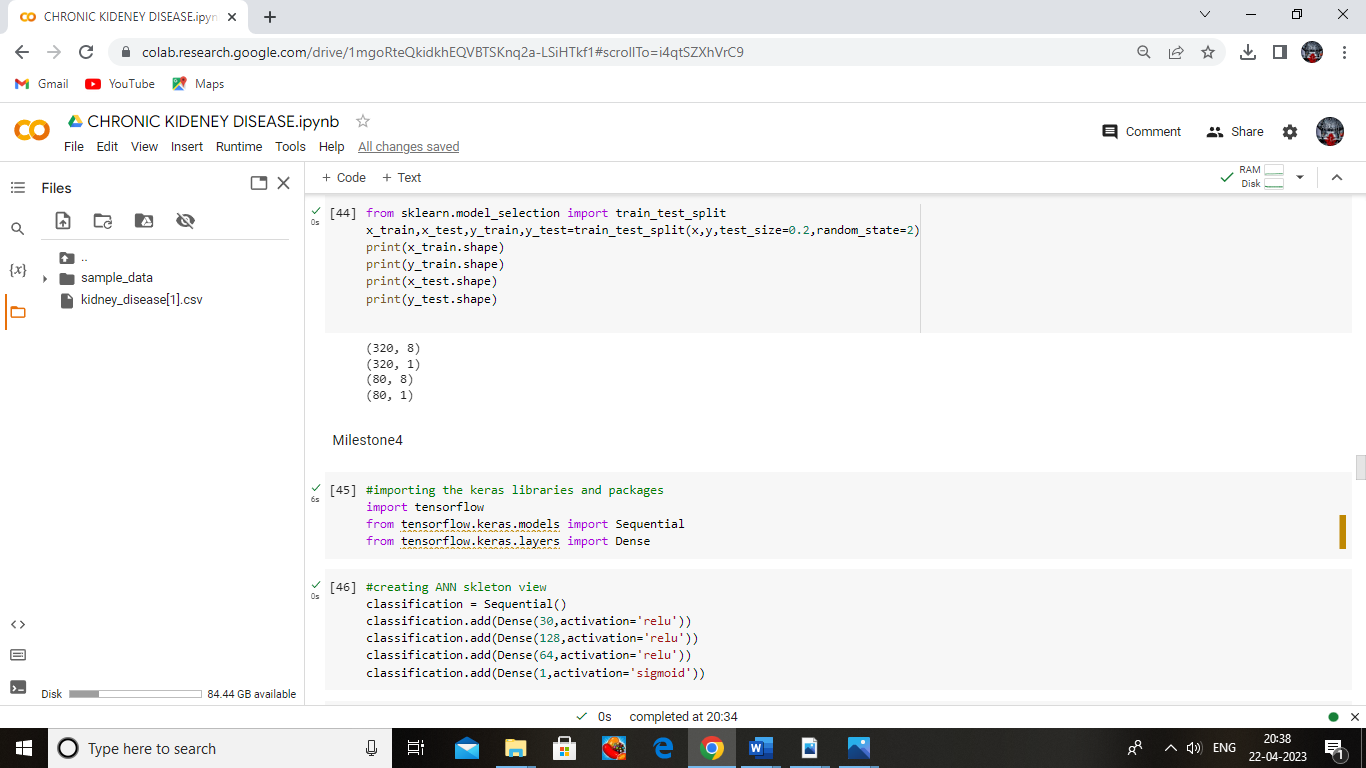 CHRONIC KIDENEY DISEASE.ipyn
colab.research.google.com/drive/1mgoRteQkidkhEQVBTSKnq2a-LSiHTkf1#scrollTo=i4qtSZXhVrC9
Gmail YouTube Maps
CHRONIC KIDENEY DISEASE.ipynb
File Edit View Insert Runtime Tools Help All changes saved
Comment Share
Files
+ Code + Text
RAM
Disk
..
sample_data
kidney_disease[1].csv
Disk 84.44 GB available
[44] from sklearn.model_selection import train_test_split
0s
x_train,x_test,y_train,y_test=train_test_split(x,y,test_size=0.2,random_state=2)
print(x_train.shape)
print(y_train.shape)
print(x_test.shape)
print(y_test.shape)
(320, 8)
(320, 1)
(80, 8)
(80, 1)
Milestone4
[45] #importing the keras libraries and packages
6s
import tensorflow
from tensorflow.keras.models import Sequential
from tensorflow.keras.layers import Dense
[46] #creating ANN skleton view
0s
classification = Sequential()
classification.add(Dense(30,activation='relu'))
classification.add(Dense(128,activation='relu'))
classification.add(Dense(64,activation='relu'))
classification.add(Dense(1,activation='sigmoid'))
0s completed at 20:34
Type here to search
ENG
20:38
22-04-2023
1